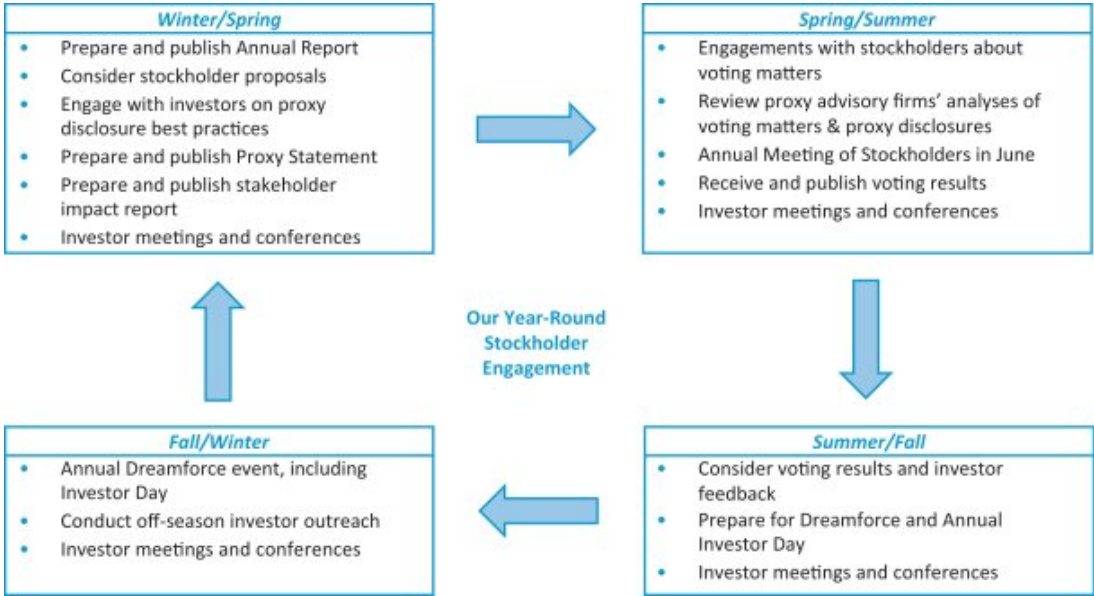 Winter/Spring
• Prepare and publish Annual Report
• Consider stockholder proposals
• Engage with investors on proxy
disclosure best practices
• Prepare and publish Proxy Statement
• Prepare and publish stakeholder
impact report
• Investor meetings and conferences
Spring/Summer
• Engagements with stockholders about
voting matters
• Review proxy advisory firms’ analyses of
voting matters & proxy disclosures
• Annual Meeting of Stockholders in June
• Receive and publish voting results
• Investor meetings and conferences
Our Year-Round
Stockholder
Engagement
Fall/Winter
• Annual Dreamforce event, including
Investor Day
• Conduct off-season investor outreach
• Investor meetings and conferences
Summer/Fall
• Consider voting results and investor
feedback
• Prepare for Dreamforce and Annual
Investor Day
• Investor meetings and conferences